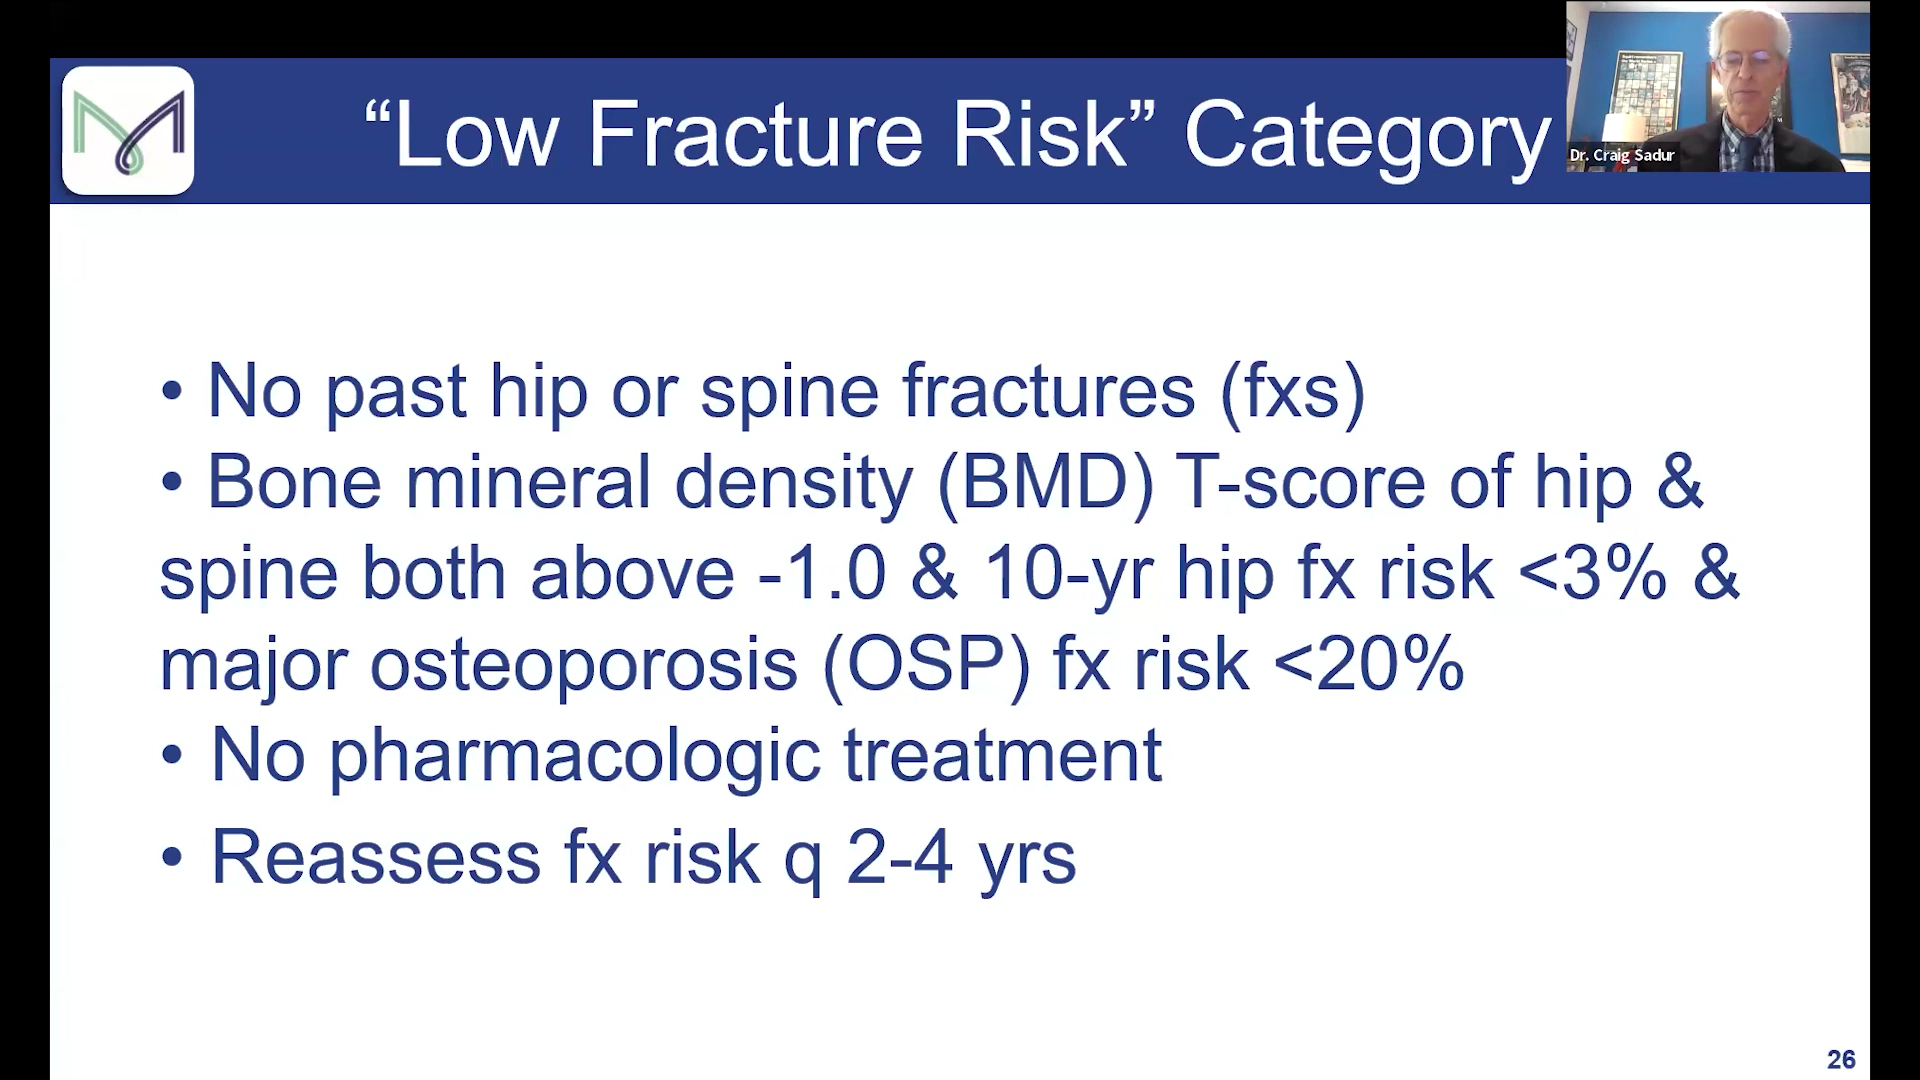 “Low Fracture Risk” Category
Dr. Craig Sadur
• No past hip or spine fractures (fxs)
• Bone mineral density (BMD) T-score of hip &
spine both above -1.0 & 10-yr hip fx risk <3% &
major osteoporosis (OSP) fx risk <20%
• No pharmacologic treatment
• Reassess fx risk q 2-4 yrs
26